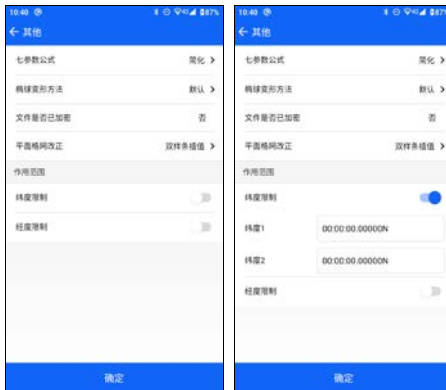 10:40
87%
← 其他
七参数公式 简化 >
椭球变形方法 默认 >
文件是否已加密 否
平面格网改正 双样条插值 >
作用范围
纬度限制
经度限制
确定
10:40
87%
← 其他
七参数公式 简化 >
椭球变形方法 默认 >
文件是否已加密 否
平面格网改正 双样条插值 >
作用范围
纬度限制
纬度1 00:00:00.00000N
纬度2 00:00:00.00000N
经度限制
确定